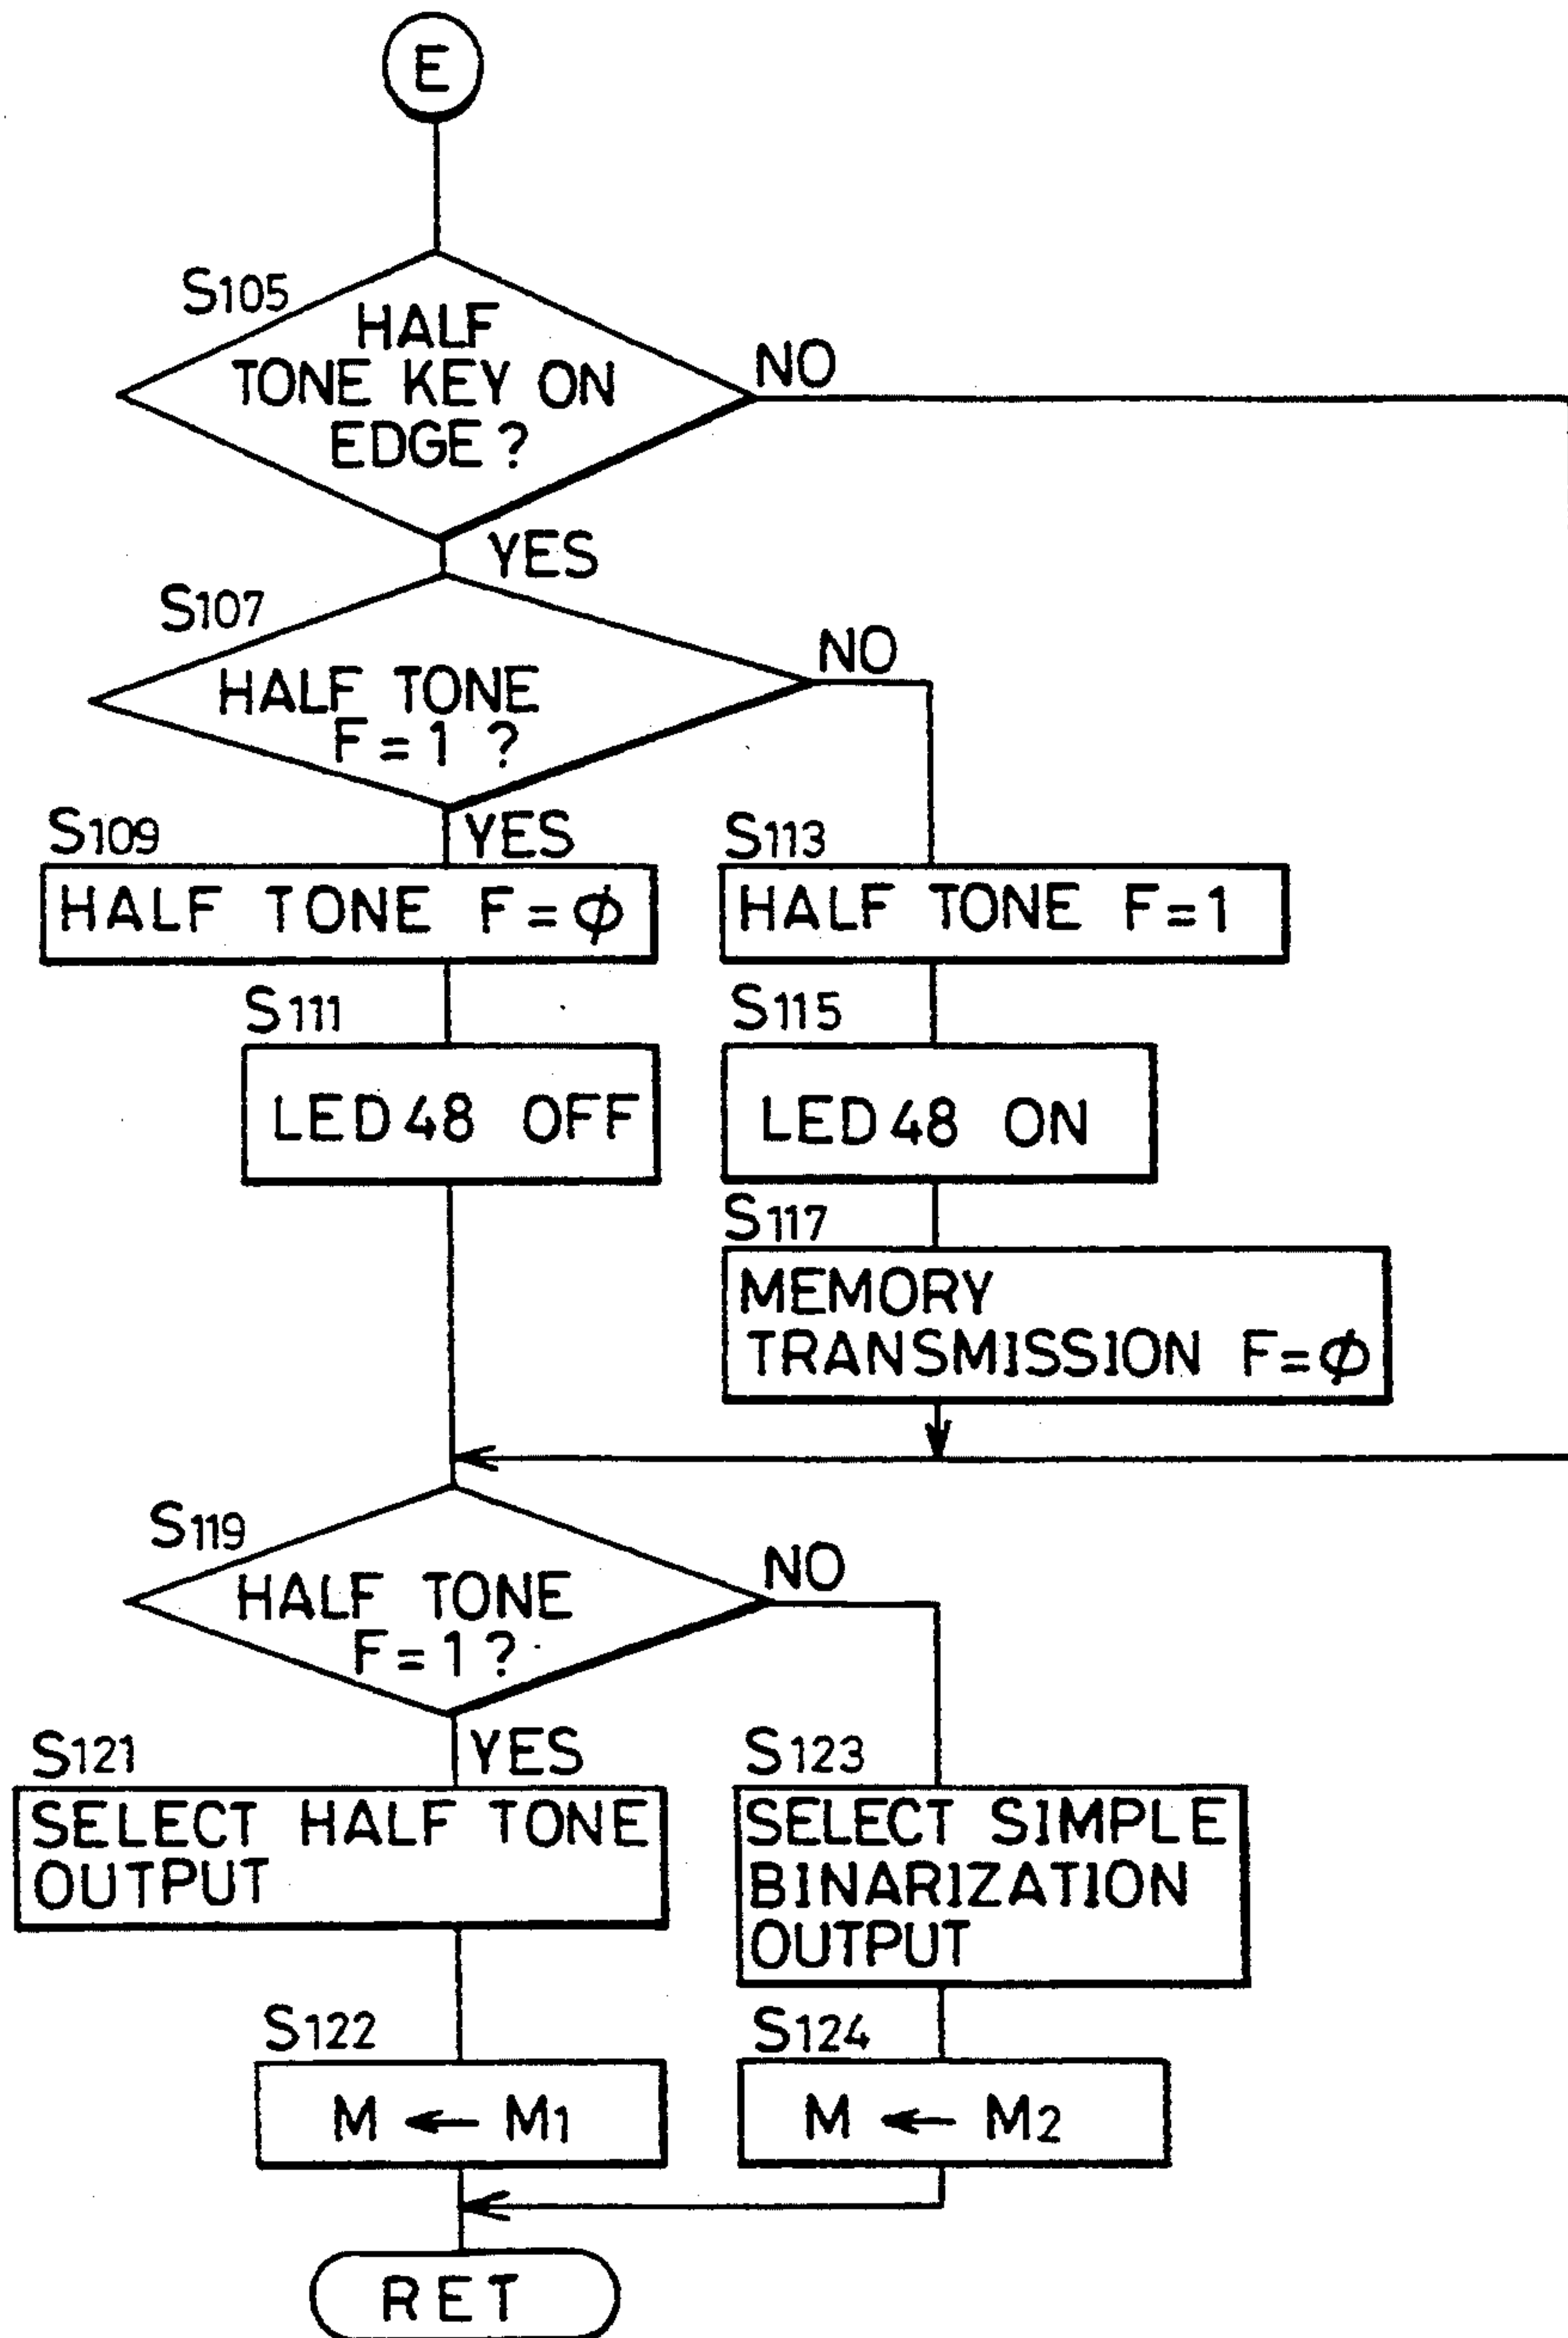 E
S105
HALF
TONE KEY ON
EDGE?
NO
YES
S107
HALF TONE
F=1 ?
NO
YES
S109
HALF TONE F=ϕ
S113
HALF TONE F=1
S111
LED48 OFF
S115
LED48 ON
S117
MEMORY
TRANSMISSION F=ϕ
S119
HALF TONE
F=1?
NO
YES
S121
SELECT HALF TONE
OUTPUT
S123
SELECT SIMPLE
BINARIZATION
OUTPUT
S122
M ← M1
S124
M ← M2
RET